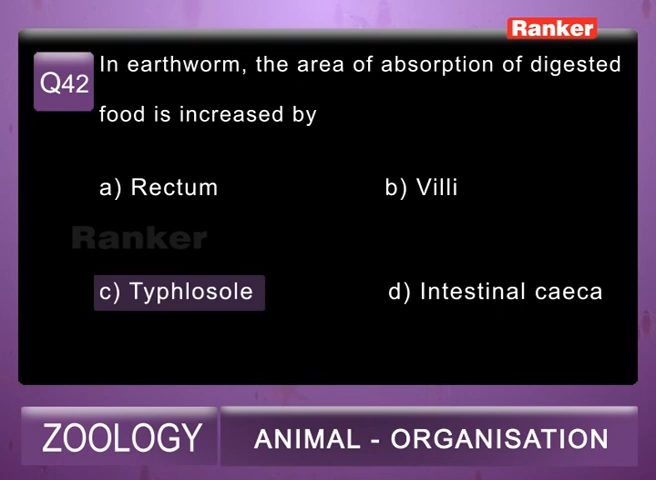 Ranker
Q42
In earthworm, the area of absorption of digested
food is increased by
a) Rectum
b) Villi
Ranker
c) Typhlosole
d) Intestinal caeca
ZOOLOGY
ANIMAL - ORGANISATION